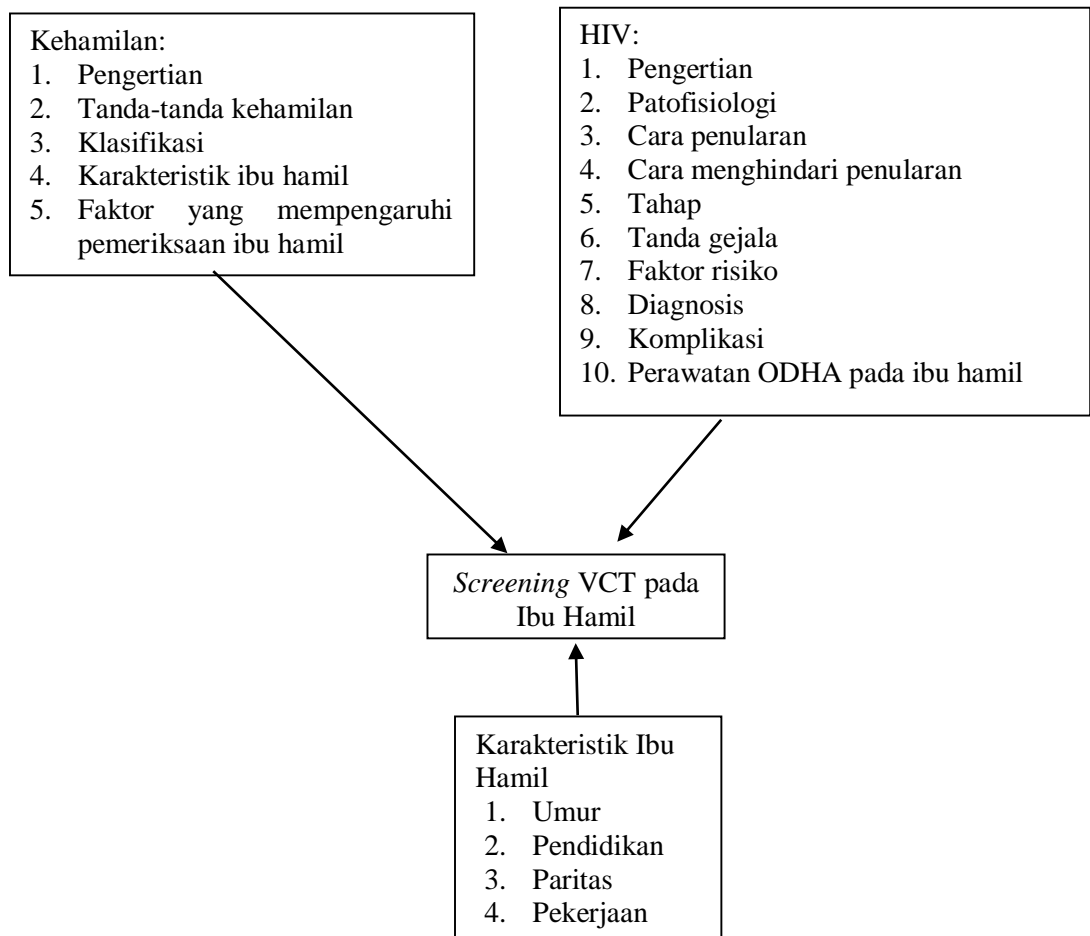 Kehamilan:
1. Pengertian
2. Tanda-tanda kehamilan
3. Klasifikasi
4. Karakteristik ibu hamil
5. Faktor yang mempengaruhi
pemeriksaan ibu hamil
HIV:
1. Pengertian
2. Patofisiologi
3. Cara penularan
4. Cara menghindari penularan
5. Tahap
6. Tanda gejala
7. Faktor risiko
8. Diagnosis
9. Komplikasi
10. Perawatan ODHA pada ibu hamil
Screening VCT pada
Ibu Hamil
Karakteristik Ibu
Hamil
1. Umur
2. Pendidikan
3. Paritas
4. Pekerjaan